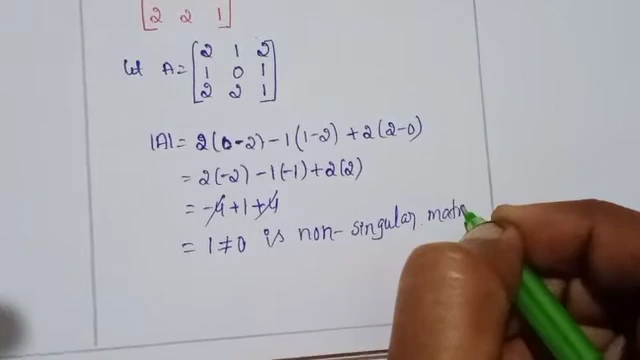 2 2 1
Let A = [2 1 2
1 0 1
2 2 1]
|A| = 2(0-2) - 1(1-2) + 2(2-0)
= 2(-2) - 1(-1) + 2(2)
= -4 + 1 + 4
= 1 ≠ 0 is non-singular matr